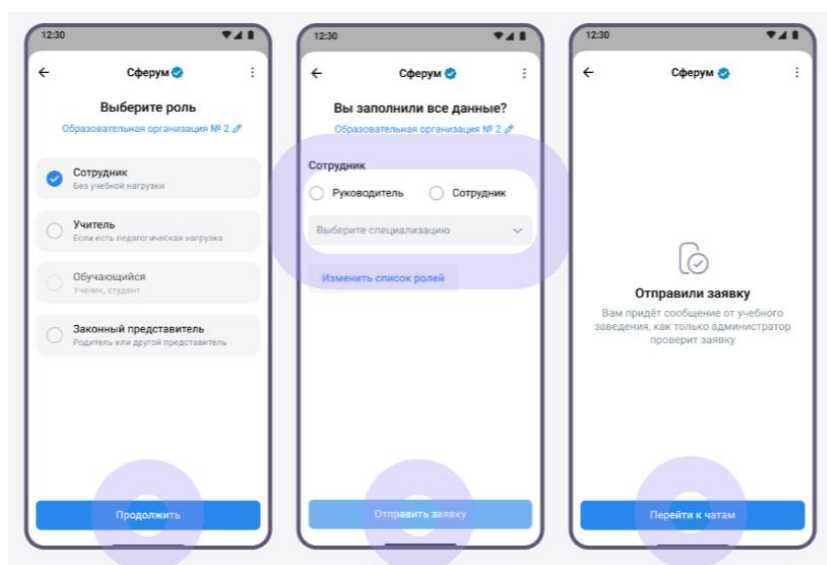 12:30
Сферум
Выберите роль
Образовательная организация № 2
Сотрудник
Без учебной нагрузки
Учитель
Если есть педагогическая нагрузка
Обучающийся
Ученик, студент
Законный представитель
Родитель или другой представитель
Продолжить
12:30
Сферум
Вы заполнили все данные?
Образовательная организация № 2
Сотрудник
Руководитель Сотрудник
Выберите специализацию
Изменить список ролей
Отправить заявку
12:30
Сферум
Отправили заявку
Вам придёт сообщение от учебного
заведения, как только администратор
проверит заявку
Перейти к чатам